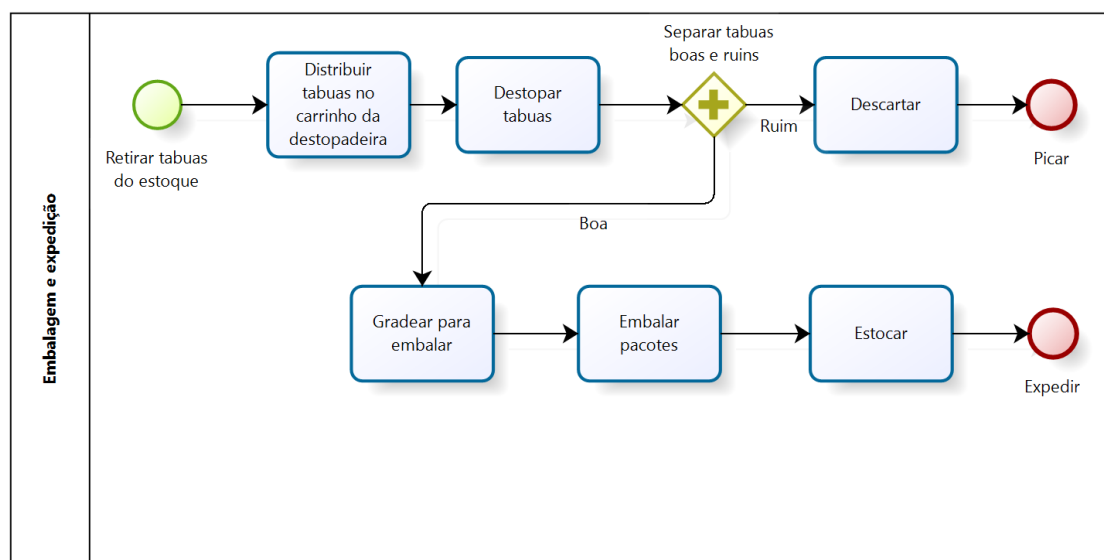 Embalagem e expedição
Retirar tabuas
do estoque
Distribuir
tabuas no
carrinho da
destopadeira
Destopar
tabuas
Separar tabuas
boas e ruins
Ruim
Descartar
Picar
Boa
Gradear para
embalar
Embalar
pacotes
Estocar
Expedir